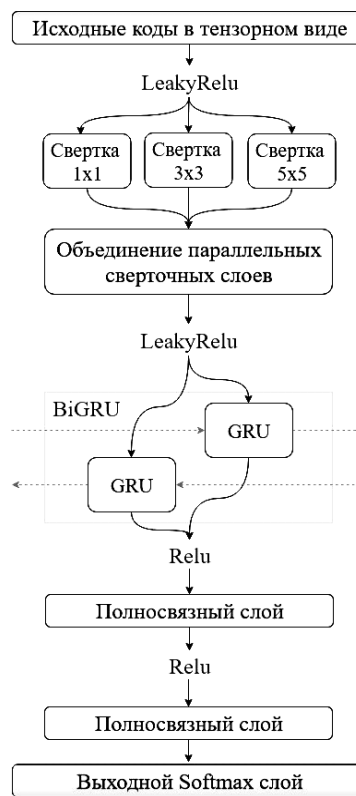 Исходные коды в тензорном виде
LeakyRelu
Свертка
1x1
Свертка
3x3
Свертка
5x5
Объединение параллельных
сверточных слоев
LeakyRelu
BiGRU
GRU
GRU
Relu
Полносвязный слой
Relu
Полносвязный слой
Выходной Softmax слой